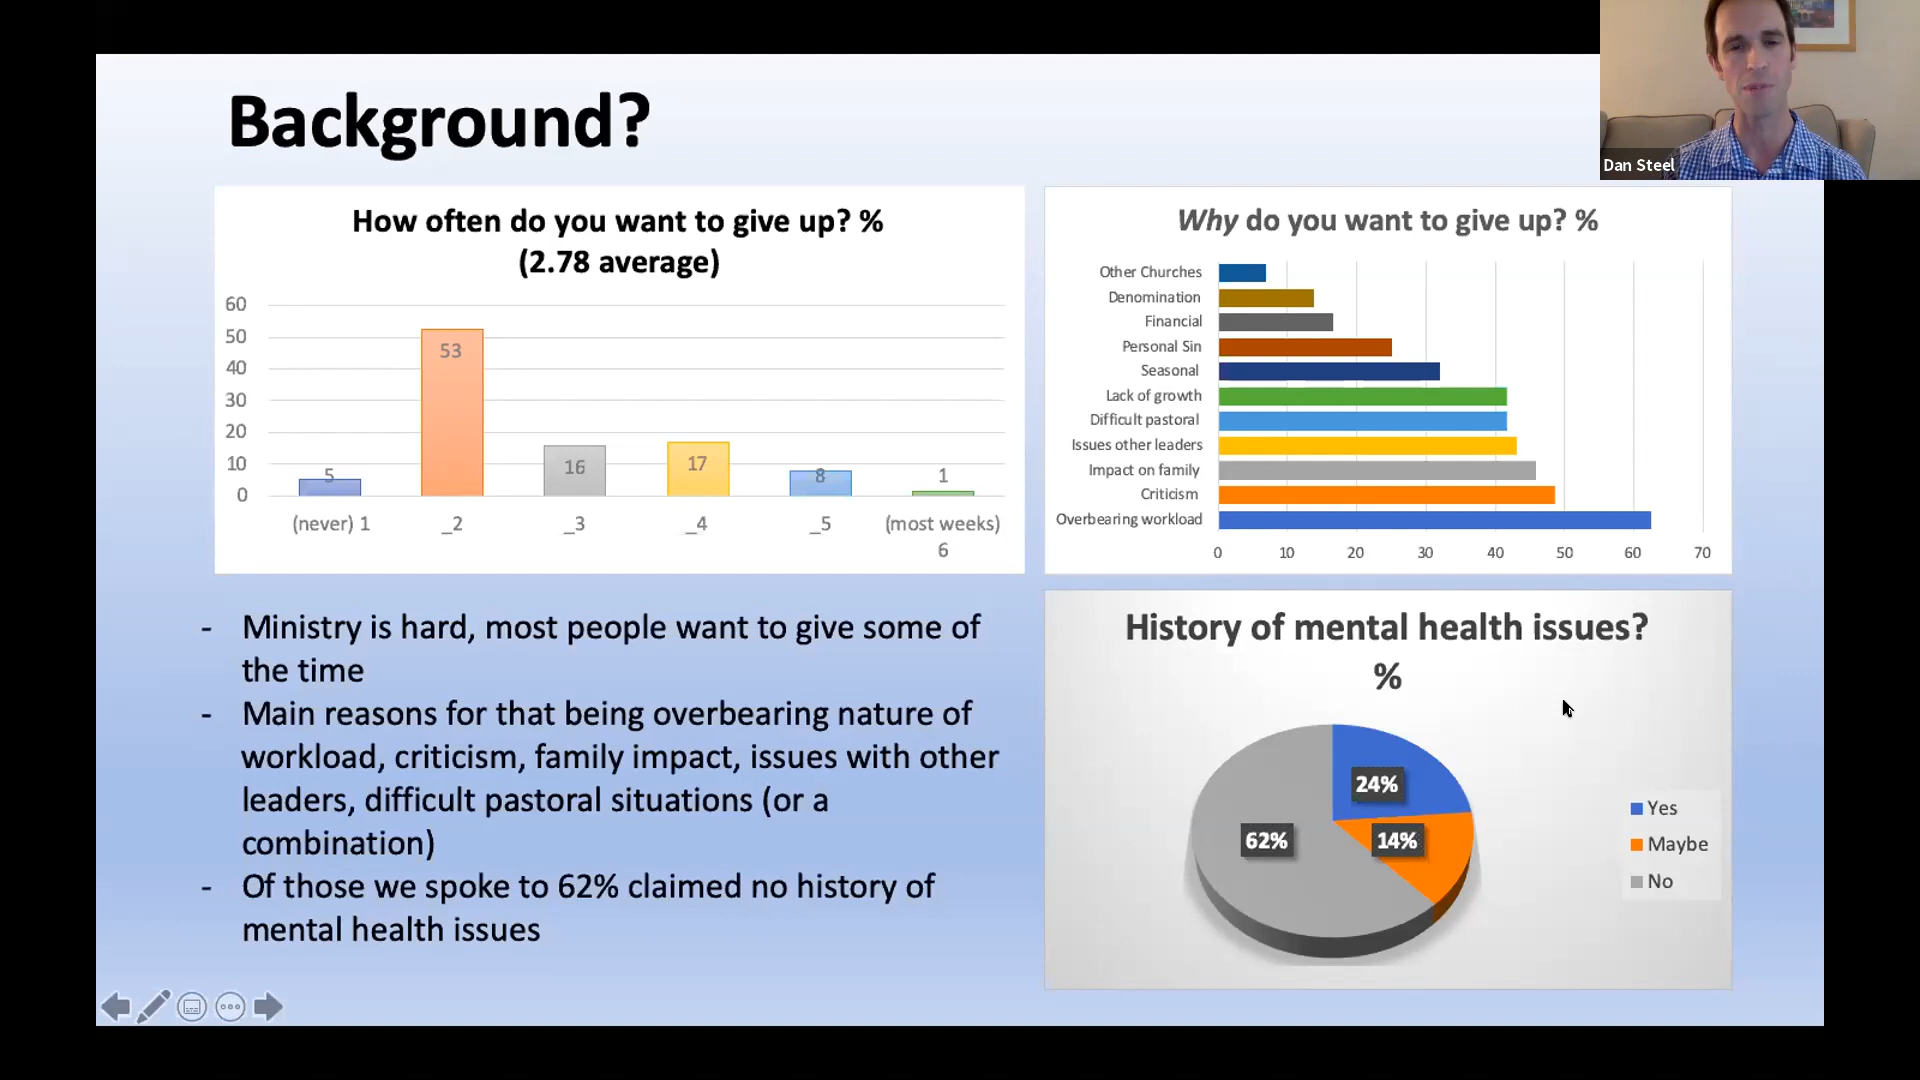 Background?
Dan Steel
How often do you want to give up? %
(2.78 average)
60
50
40
30
20
10
0
5
53
16
17
8
1
(never) 1
_2
_3
_4
_5
(most weeks)
6
Why do you want to give up? %
Other Churches
Denomination
Financial
Personal Sin
Seasonal
Lack of growth
Difficult pastoral
Issues other leaders
Impact on family
Criticism
Overbearing workload
0 10 20 30 40 50 60 70
- Ministry is hard, most people want to give some of
the time
- Main reasons for that being overbearing nature of
workload, criticism, family impact, issues with other
leaders, difficult pastoral situations (or a
combination)
- Of those we spoke to 62% claimed no history of
mental health issues
History of mental health issues?
%
24%
14%
62%
Yes
Maybe
No